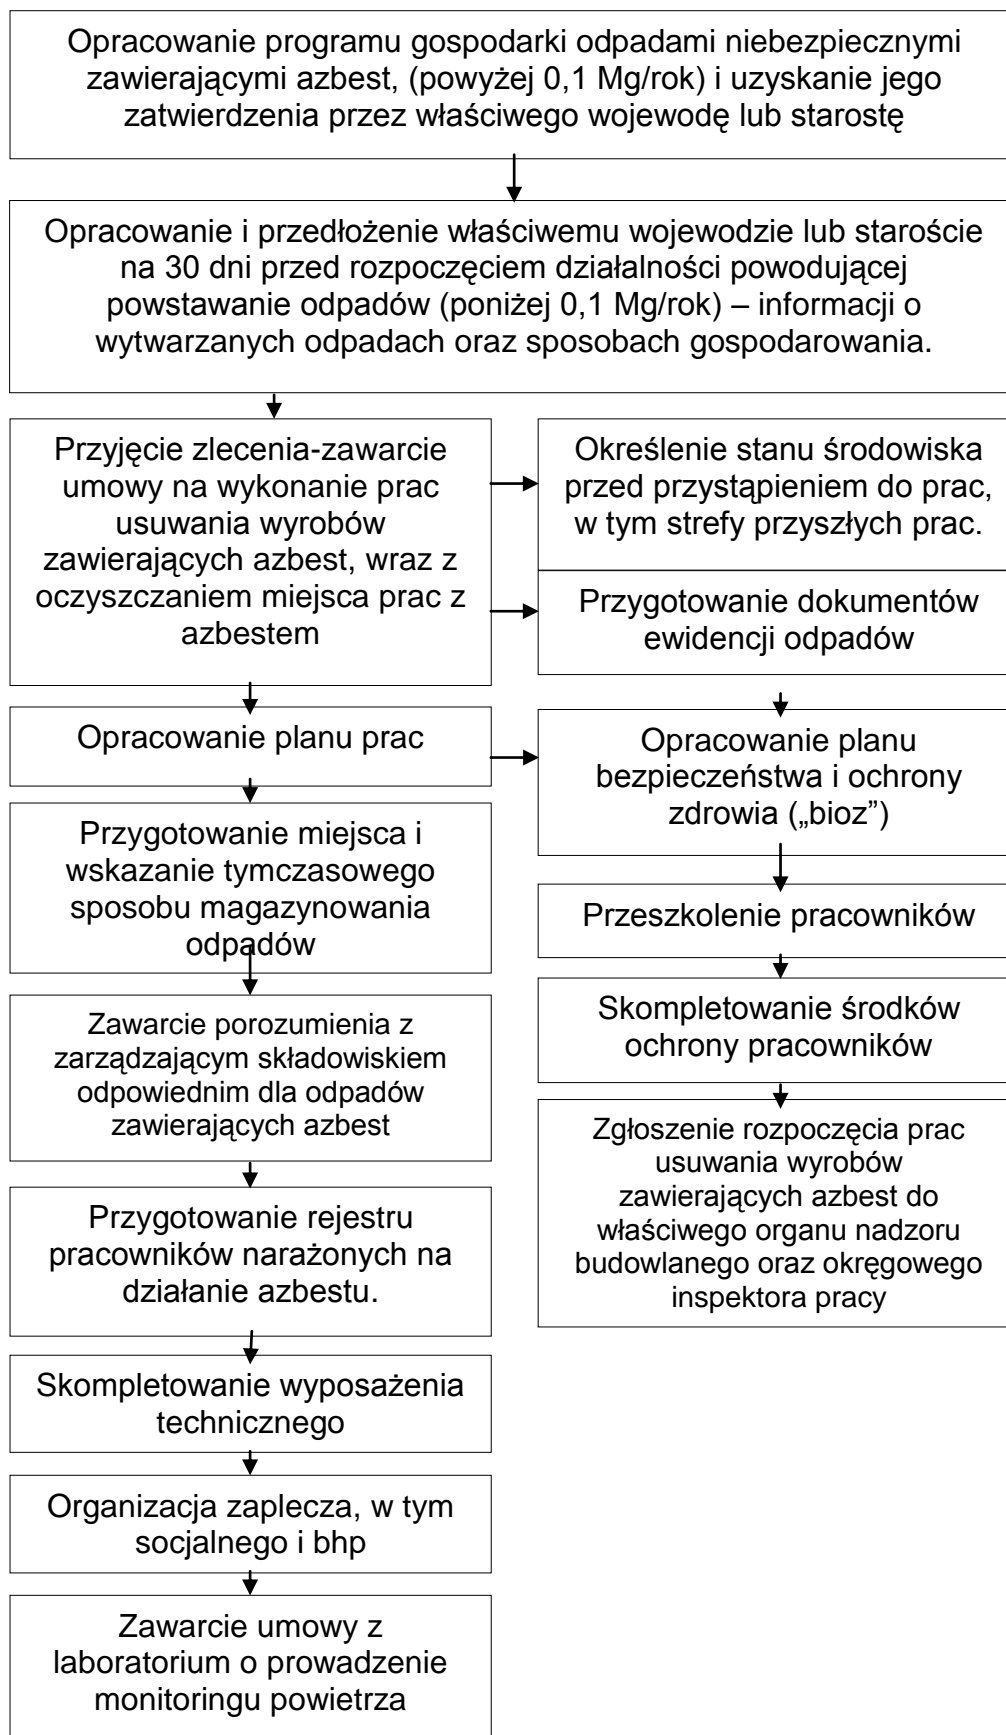 Opracowanie programu gospodarki odpadami niebezpiecznymi
zawierającymi azbest, (powyżej 0,1 Mg/rok) i uzyskanie jego
zatwierdzenia przez właściwego wojewodę lub starostę
Opracowanie i przedłożenie właściwemu wojewodzie lub staroście
na 30 dni przed rozpoczęciem działalności powodującej
powstawanie odpadów (poniżej 0,1 Mg/rok) – informacji o
wytwarzanych odpadach oraz sposobach gospodarowania.
Przyjęcie zlecenia-zawarcie
umowy na wykonanie prac
usuwania wyrobów
zawierających azbest, wraz z
oczyszczaniem miejsca prac z
azbestem
Określenie stanu środowiska
przed przystąpieniem do prac,
w tym strefy przyszłych prac.
Przygotowanie dokumentów
ewidencji odpadów
Opracowanie planu prac
Opracowanie planu
bezpieczeństwa i ochrony
zdrowia („bioz”)
Przygotowanie miejsca i
wskazanie tymczasowego
sposobu magazynowania
odpadów
Przeszkolenie pracowników
Skompletowanie środków
ochrony pracowników
Zawarcie porozumienia z
zarządzającym składowiskiem
odpowiednim dla odpadów
zawierających azbest
Zgłoszenie rozpoczęcia prac
usuwania wyrobów
zawierających azbest do
właściwego organu nadzoru
budowlanego oraz okręgowego
inspektora pracy
Przygotowanie rejestru
pracowników narażonych na
działanie azbestu.
Skompletowanie wyposażenia
technicznego
Organizacja zaplecza, w tym
socjalnego i bhp
Zawarcie umowy z
laboratorium o prowadzenie
monitoringu powietrza